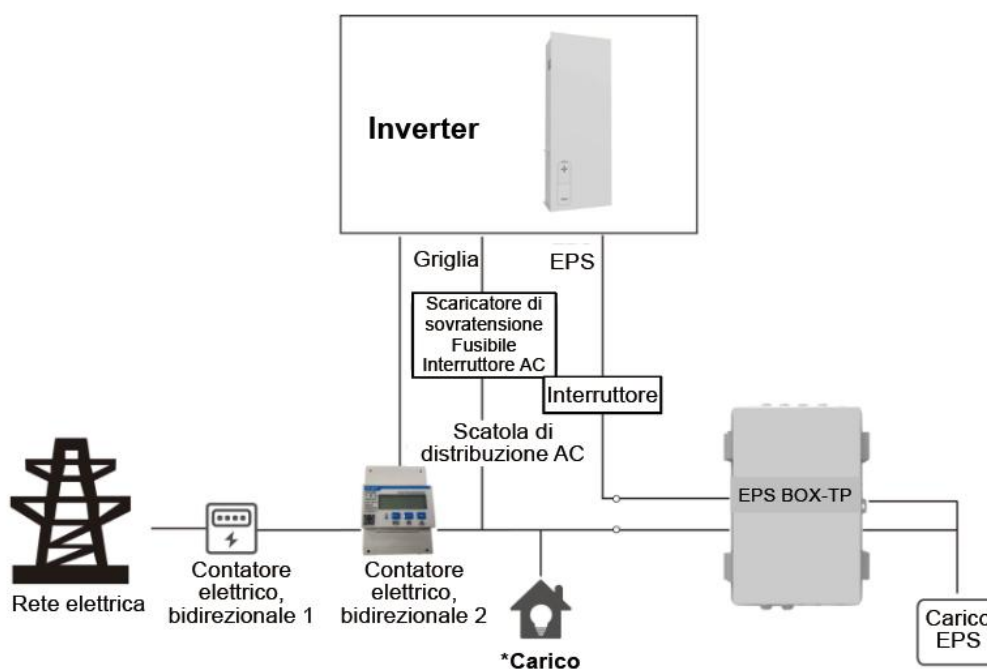 Inverter
Griglia
EPS
Scaricatore di
sovratensione
Fusibile
Interruttore AC
Interruttore
Scatola di
distribuzione AC
EPS BOX-TP
Rete elettrica
Contatore
elettrico,
bidirezionale 1
Contatore
elettrico,
bidirezionale 2
*Carico
Carico
EPS